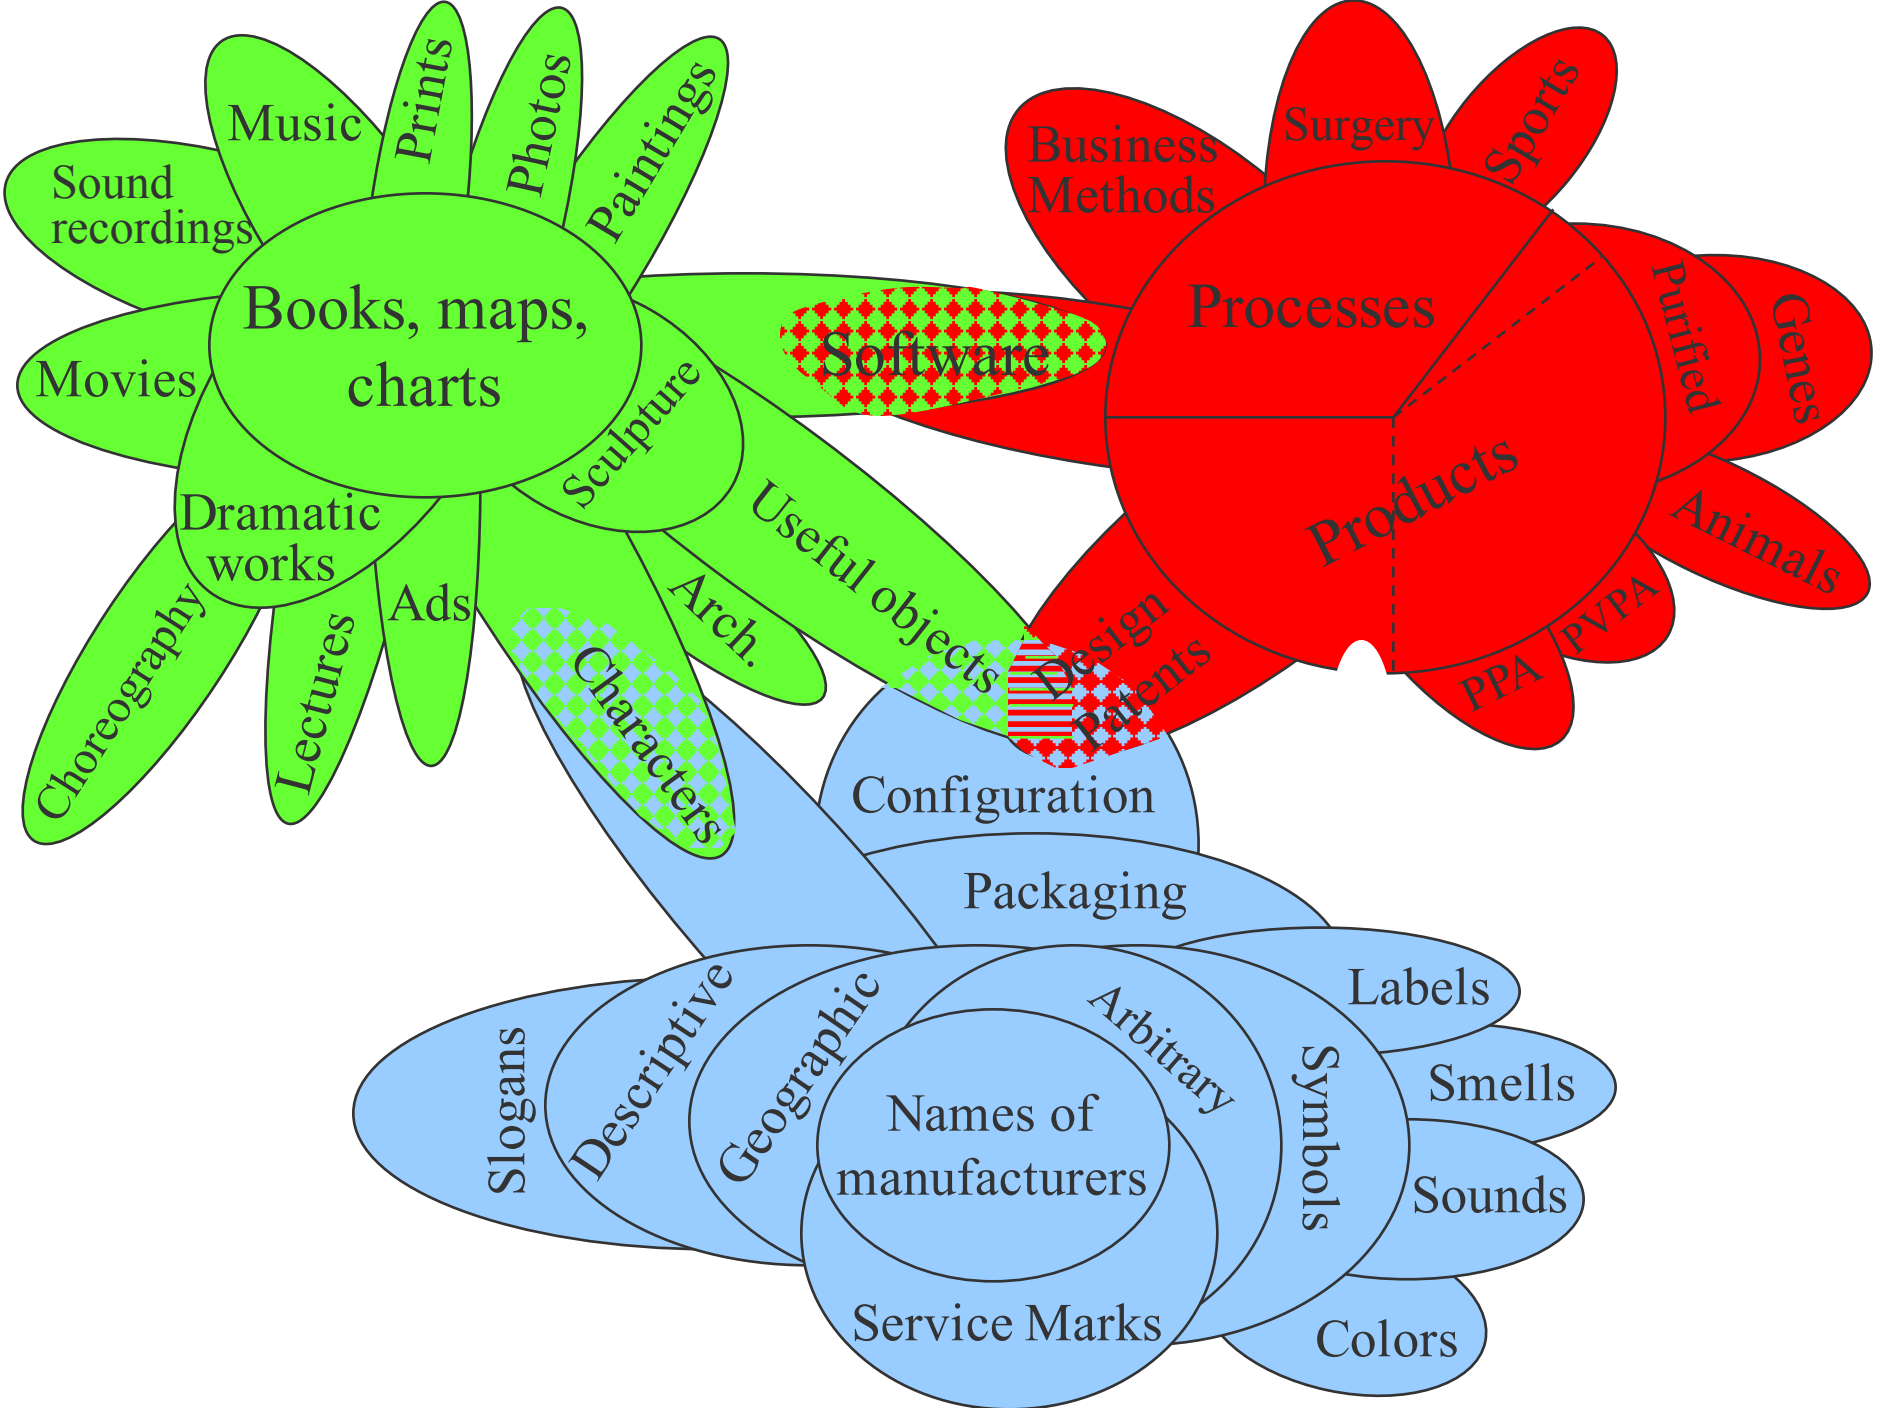 Prints
Photos
Paintings
Music
Sound
recordings
Books, maps,
charts
Movies
Sculpture
Dramatic
works
Choreography
Lectures
Ads
Characters
Arch.
Useful objects
Software
Business
Methods
Surgery
Sports
Processes
Products
Purified
Genes
Animals
PVPA
PPA
Design
Patents
Configuration
Packaging
Labels
Smells
Sounds
Colors
Symbols
Arbitrary
Geographic
Descriptive
Slogans
Names of
manufacturers
Service Marks